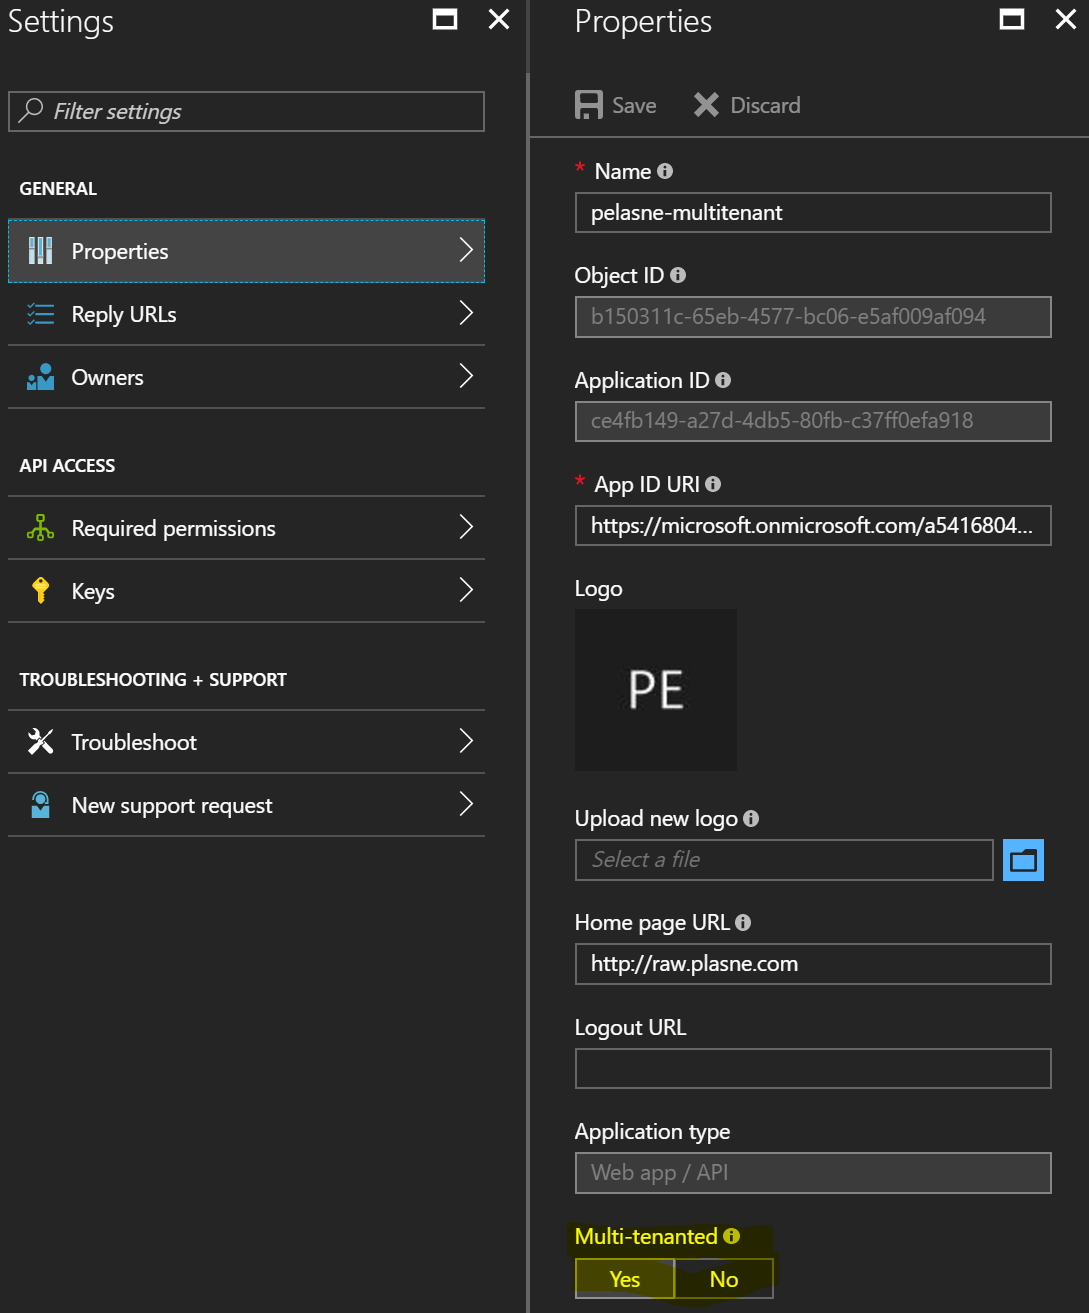 Settings
Filter settings
GENERAL
Properties
Reply URLs
Owners
API ACCESS
Required permissions
Keys
TROUBLESHOOTING + SUPPORT
Troubleshoot
New support request
Properties
Save
Discard
* Name
pelasne-multitenant
Object ID
b150311c-65eb-4577-bc06-e5af009af094
Application ID
ce4fb149-a27d-4db5-80fb-c37ff0efa918
* App ID URI
https://microsoft.onmicrosoft.com/a5416804...
Logo
PE
Upload new logo
Select a file
Home page URL
http://raw.plasne.com
Logout URL
Application type
Web app / API
Multi-tenanted
Yes No